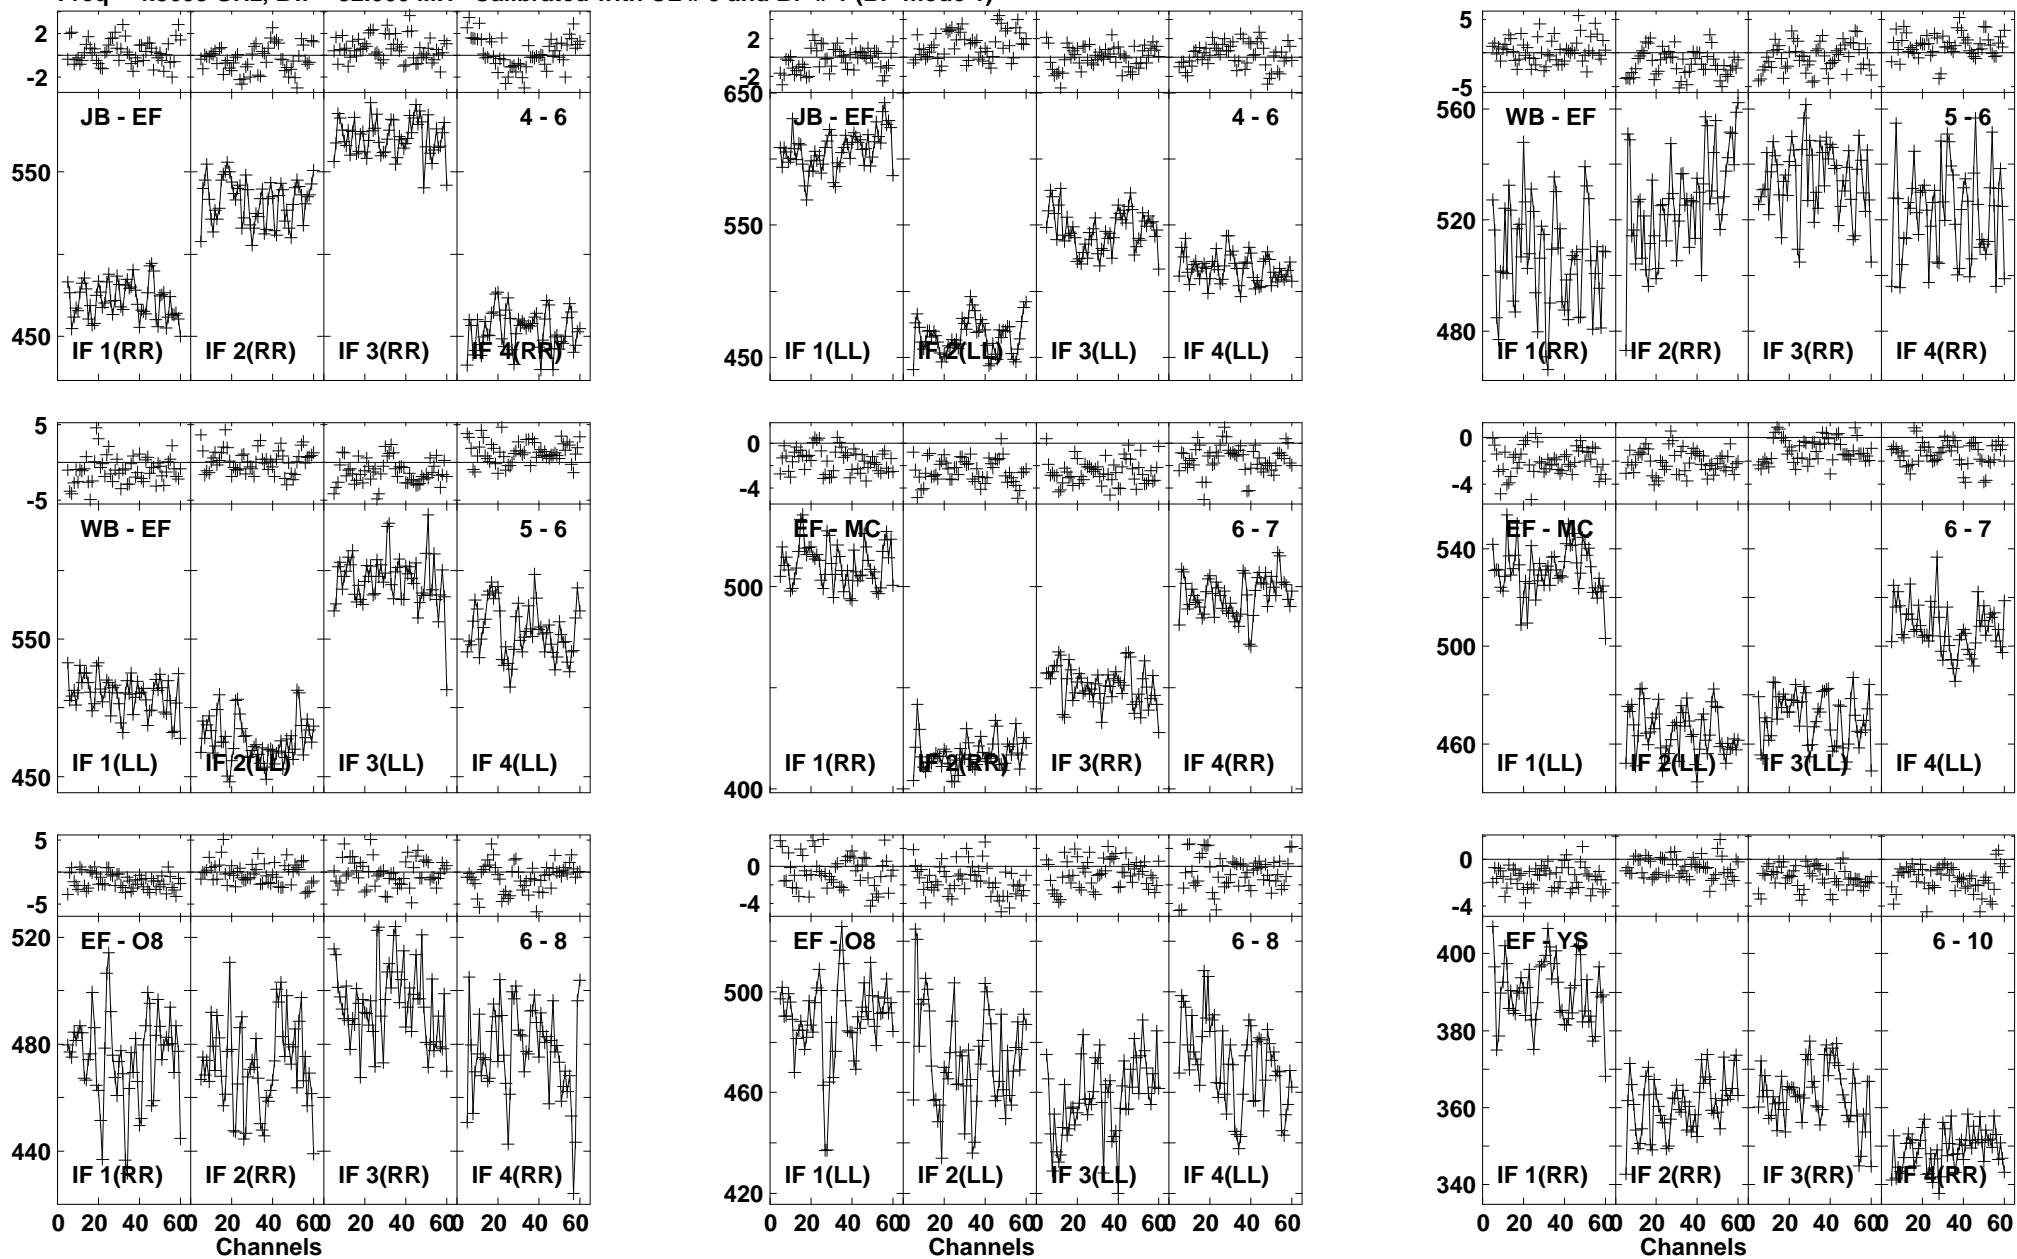 Freq GHz, Calibrated with and (BP mode 1)
2
-2
JB - EF 4 - 6
550
450
IF 1(RR) IF 2(RR) IF 3(RR) IF 4(RR)
2
-2
650
JB - EF 4 - 6
550
450
IF 1(LL) IF 2(LL) IF 3(LL) IF 4(LL)
5
-5
560
WB - EF 5 - 6
520
480
IF 1(RR) IF 2(RR) IF 3(RR) IF 4(RR)
5
-5
WB - EF 5 - 6
550
450
IF 1(LL) IF 2(LL) IF 3(LL) IF 4(LL)
0
-4
EF - MC 6 - 7
500
400
IF 1(RR) IF 2(RR) IF 3(RR) IF 4(RR)
0
-4
EF - MC 6 - 7
540
500
460
IF 1(LL) IF 2(LL) IF 3(LL) IF 4(LL)
5
-5
520
EF - O8 6 - 8
480
440
IF 1(RR) IF 2(RR) IF 3(RR) IF 4(RR)
0 20 40 60 0 20 40 60 0 20 40 60 0 20 40 60
Channels
0
-4
EF - O8 6 - 8
500
460
420
IF 1(LL) IF 2(LL) IF 3(LL) IF 4(LL)
0 20 40 60 0 20 40 60 0 20 40 60 0 20 40 60
Channels
0
-4
EF - YS 6 - 10
400
380
360
340
IF 1(RR) IF 2(RR) IF 3(RR) IF 4(RR)
0 20 40 60 0 20 40 60 0 20 40 60 0 20 40 60
Channels